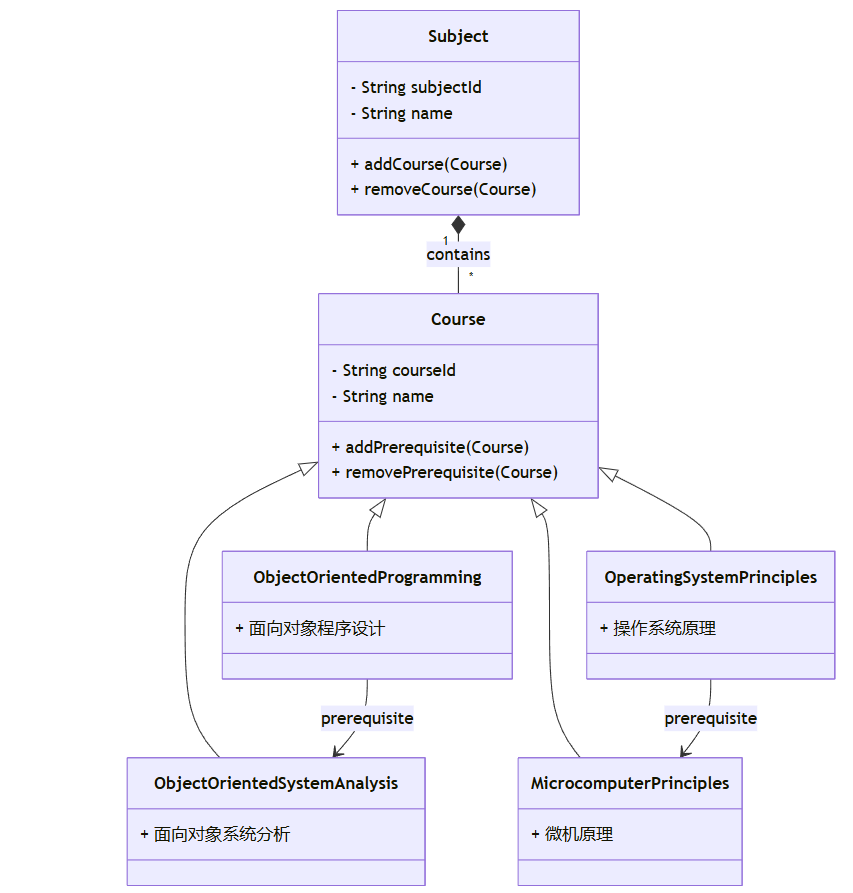 Subject
- String subjectId
- String name
+ addCourse(Course)
+ removeCourse(Course)
1
contains
*
Course
- String courseId
- String name
+ addPrerequisite(Course)
+ removePrerequisite(Course)
ObjectOrientedProgramming
+ 面向对象程序设计
OperatingSystemPrinciples
+ 操作系统原理
prerequisite
prerequisite
ObjectOrientedSystemAnalysis
+ 面向对象系统分析
MicrocomputerPrinciples
+ 微机原理